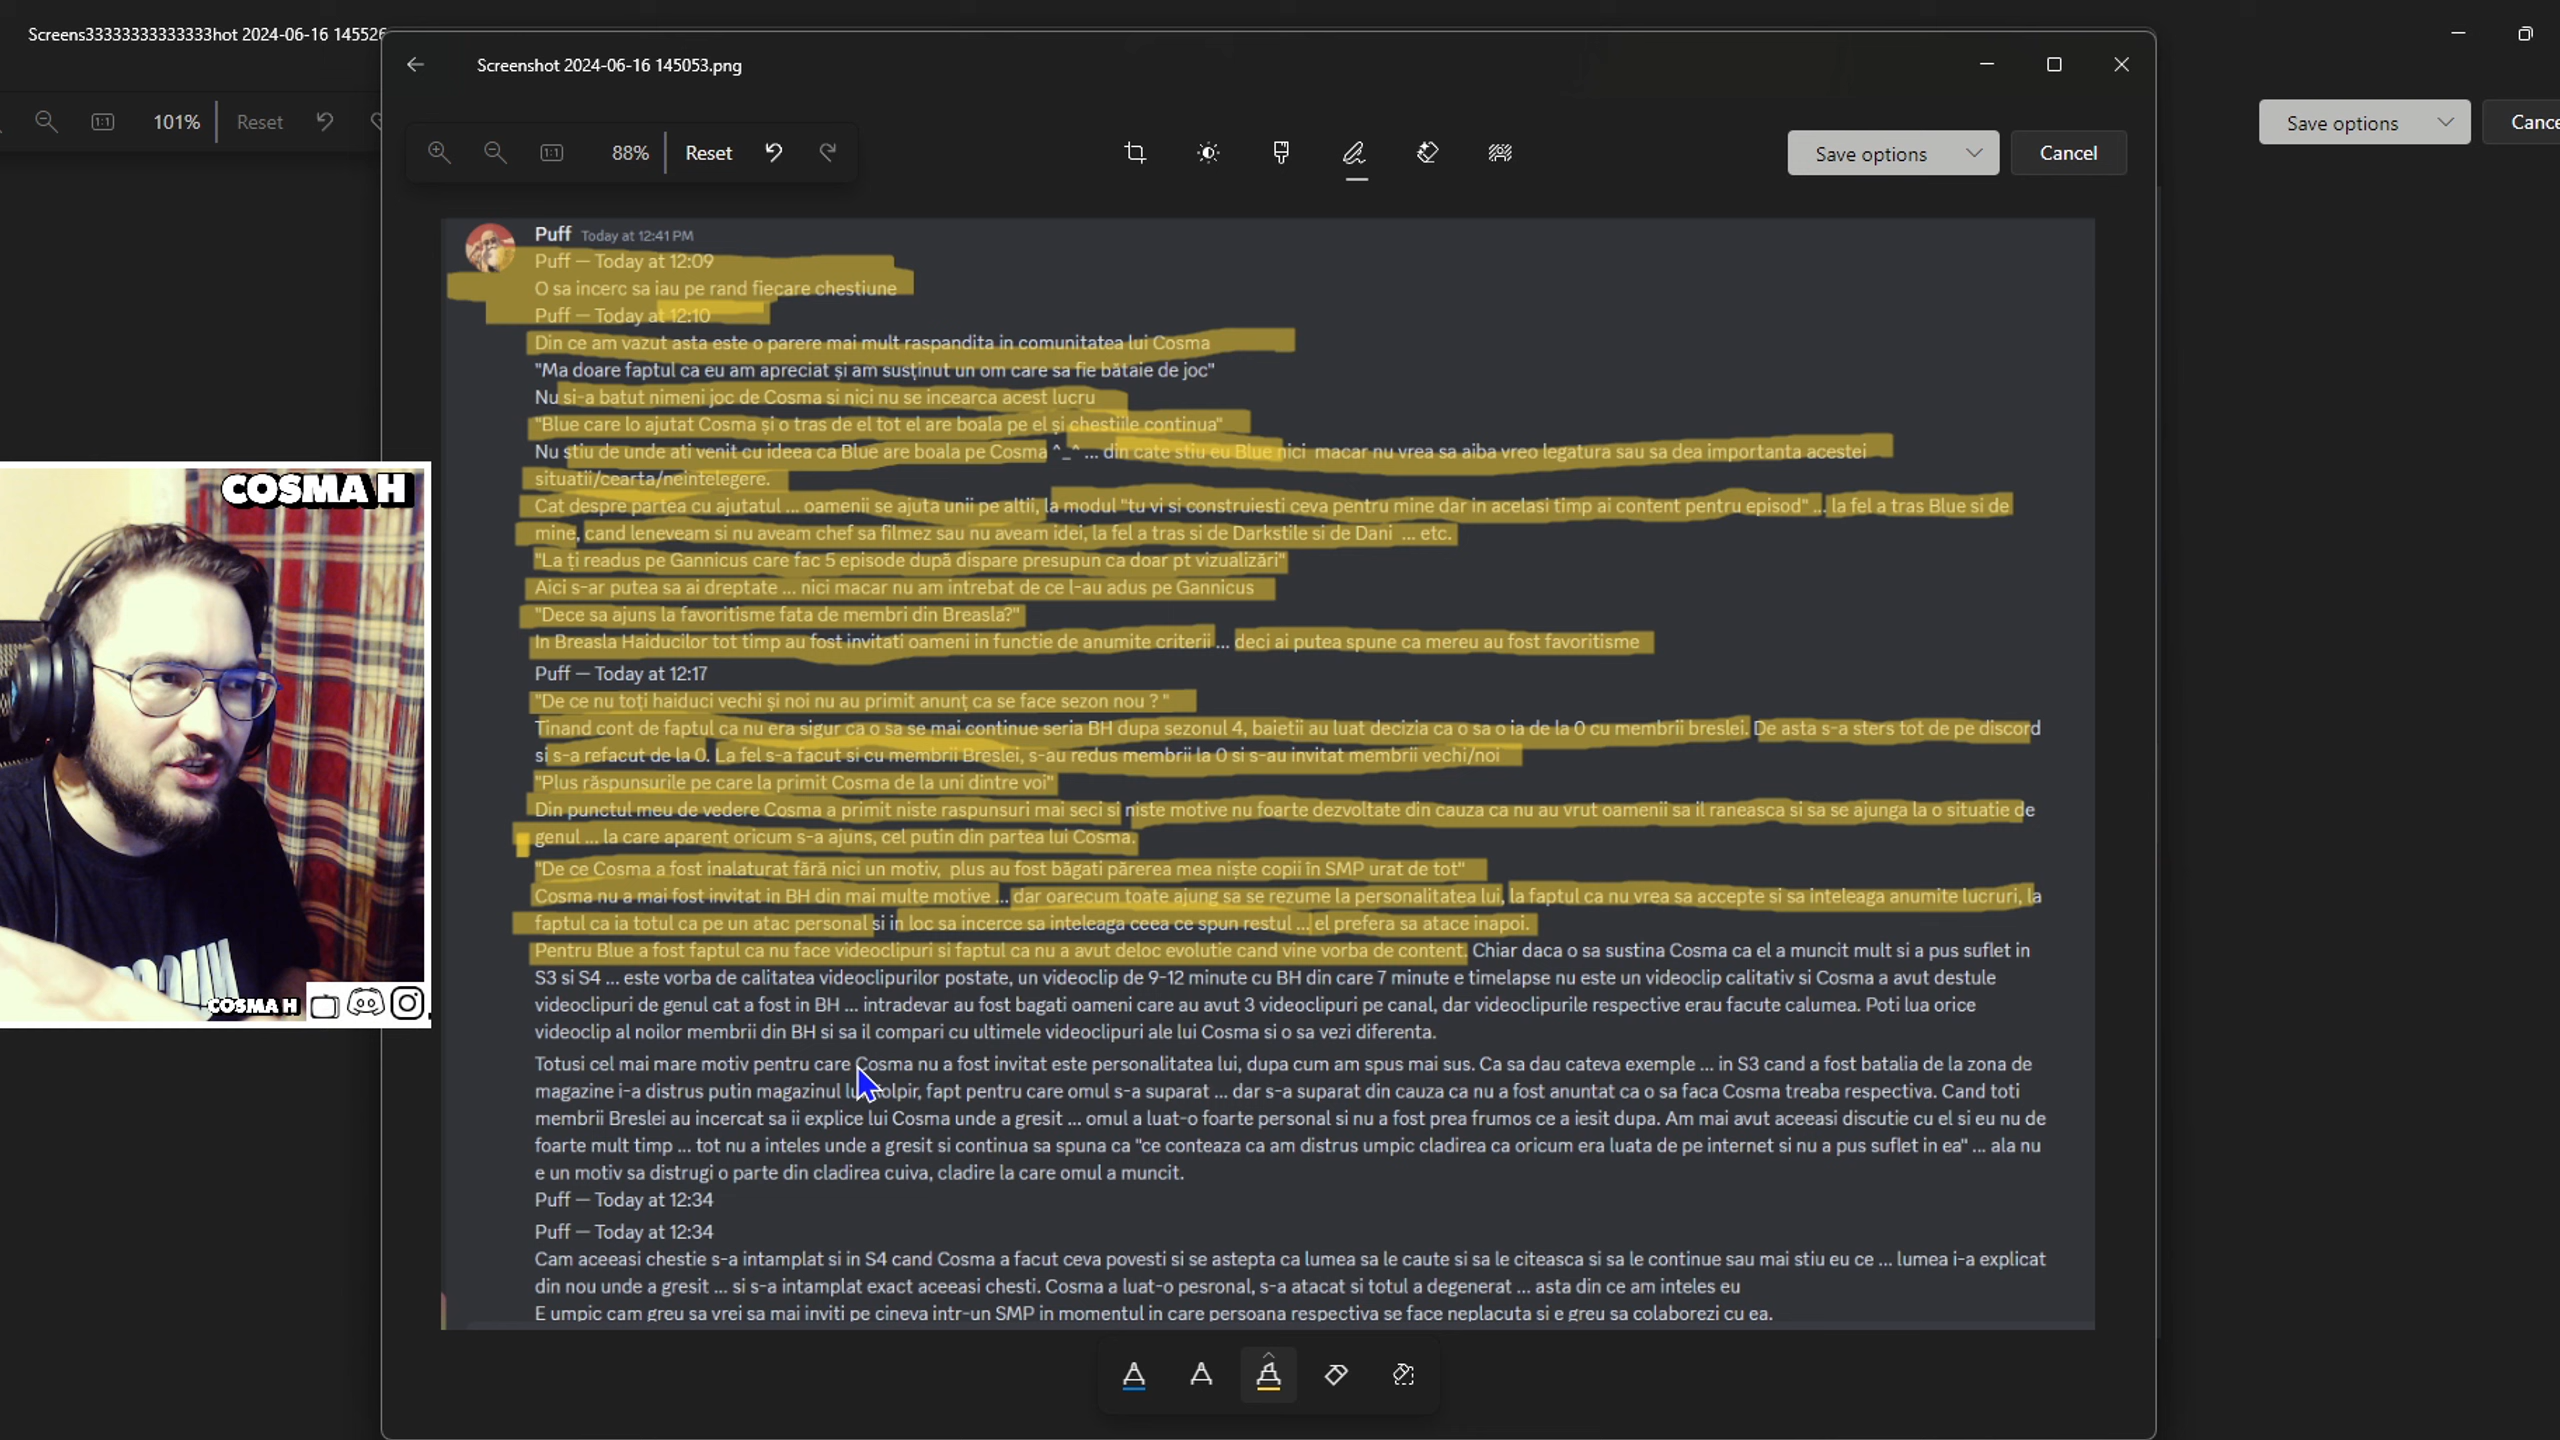 Screens33333333333333hot 2024-06-16 145526
Screenshot 2024-06-16 145053.png
101%
Reset
Save options
Cance
88%
Reset
Save options
Cancel
Puff Today at 12:41 PM
Puff — Today at 12:09
O sa incerc sa iau pe rand fiecare chestiune
Puff — Today at 12:10
Din ce am vazut asta este o parere mai mult raspandita in comunitatea lui Cosma
"Ma doare faptul ca eu am apreciat și am susținut un om care sa fie bătaie de joc"
Nu si-a batut nimeni joc de Cosma si nici nu se incearca acest lucru
"Blue care lo ajutat Cosma și o tras de el tot el are boala pe el și chestiile continua"
Nu stiu de unde ati venit cu ideea ca Blue are boala pe Cosma ^_^ ... din cate stiu eu Blue nici macar nu vrea sa aiba vreo legatura sau sa dea importanta acestei
situatii/cearta/neintelegere.
Cat despre partea cu ajutatul ... oamenii se ajuta unii pe altii, la modul "tu vi si construiesti ceva pentru mine dar in acelasi timp ai content pentru episod" ... la fel a tras Blue si de
mine, cand leneveam si nu aveam chef sa filmez sau nu aveam idei, la fel a tras si de Darkstile si de Dani ... etc.
"La ți readus pe Gannicus care fac 5 episode după dispare presupun ca doar pt vizualizări"
Aici s-ar putea sa ai dreptate ... nici macar nu am intrebat de ce l-au adus pe Gannicus
"Dece sa ajuns la favoritisme fata de membri din Breasla?"
In Breasla Haiducilor tot timp au fost invitati oameni in functie de anumite criterii ... deci ai putea spune ca mereu au fost favoritisme
Puff — Today at 12:17
"De ce nu toți haiduci vechi și noi nu au primit anunț ca se face sezon nou ? "
Tinand cont de faptul ca nu era sigur ca o sa se mai continue seria BH dupa sezonul 4, baietii au luat decizia ca o sa o ia de la 0 cu membrii breslei. De asta s-a sters tot de pe discord
si s-a refacut de la 0. La fel s-a facut si cu membrii Breslei, s-au redus membrii la 0 si s-au invitat membrii vechi/noi
"Plus răspunsurile pe care la primit Cosma de la uni dintre voi"
Din punctul meu de vedere Cosma a primit niste raspunsuri mai seci si niste motive nu foarte dezvoltate din cauza ca nu au vrut oamenii sa il raneasca si sa se ajunga la o situatie de
genul ... la care aparent oricum s-a ajuns, cel putin din partea lui Cosma.
"De ce Cosma a fost inalaturat fără nici un motiv, plus au fost băgati părerea mea niște copii în SMP urat de tot"
Cosma nu a mai fost invitat in BH din mai multe motive ... dar oarecum toate ajung sa se rezume la personalitatea lui, la faptul ca nu vrea sa accepte si sa inteleaga anumite lucruri, la
faptul ca ia totul ca pe un atac personal si in loc sa incerce sa inteleaga ceea ce spun restul ... el prefera sa atace inapoi.
Pentru Blue a fost faptul ca nu face videoclipuri si faptul ca nu a avut deloc evolutie cand vine vorba de content. Chiar daca o sa sustina Cosma ca el a muncit mult si a pus suflet in
S3 si S4 ... este vorba de calitatea videoclipurilor postate, un videoclip de 9-12 minute cu BH din care 7 minute e timelapse nu este un videoclip calitativ si Cosma a avut destule
videoclipuri de genul cat a fost in BH ... intradevar au fost bagati oameni care au avut 3 videoclipuri pe canal, dar videoclipurile respective erau facute calumea. Poti lua orice
videoclip al noilor membrii din BH si sa il compari cu ultimele videoclipuri ale lui Cosma si o sa vezi diferenta.
Totusi cel mai mare motiv pentru care Cosma nu a fost invitat este personalitatea lui, dupa cum am spus mai sus. Ca sa dau cateva exemple ... in S3 cand a fost batalia de la zona de
magazine i-a distrus putin magazinul fapt pentru care omul s-a suparat ... dar s-a suparat din cauza ca nu a fost anuntat ca o sa faca Cosma treaba respectiva. Cand toti
membrii Breslei au incercat sa ii explice lui Cosma unde a gresit ... omul a luat-o foarte personal si nu a fost prea frumos ce a iesit dupa. Am mai avut aceeasi discutie cu el si eu nu de
foarte mult timp ... tot nu a inteles unde a gresit si continua sa spuna ca "ce conteaza ca am distrus umpic cladirea ca oricum era luata de pe internet si nu a pus suflet in ea" ... ala nu
e un motiv sa distrugi o parte din cladirea cuiva, cladire la care omul a muncit.
Puff — Today at 12:34
Puff — Today at 12:34
Cam aceeasi chestie s-a intamplat si in S4 cand Cosma a facut ceva povesti si se astepta ca lumea sa le caute si sa le citeasca si sa le continue sau mai stiu eu ce ... lumea i-a explicat
din nou unde a gresit ... si s-a intamplat exact aceeasi chesti. Cosma a luat-o pesronal, s-a atacat si totul a degenerat ... asta din ce am inteles eu
E umpic cam greu sa vrei sa mai inviti pe cineva intr-un SMP in momentul in care persoana respectiva se face neplacuta si e greu sa colaborezi cu ea.
COSMA H
COSMA H